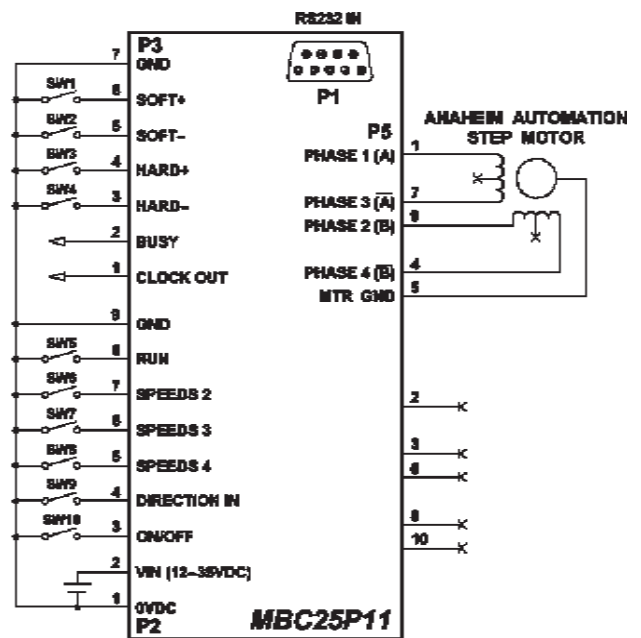 RS232 IN
P3
7 GND
SW1 6 SOFT+
SW2 5 SOFT-
SW3 4 HARD+
SW4 3 HARD-
2 BUSY
1 CLOCK OUT
9 GND
SW5 8 RUN
SW6 7 SPEEDS 2
SW7 6 SPEEDS 3
SW8 5 SPEEDS 4
SW9 4 DIRECTION IN
SW10 3 ON/OFF
2 VIN (12-35VDC)
1 0VDC
P2
MBC25P11
P1
P5
PHASE 1 (A) 1
PHASE 3 (A̅) 7
PHASE 2 (B)
PHASE 4 (B̅) 4
MTR GND 5
2
3
10
ANAHEIM AUTOMATION
STEP MOTOR